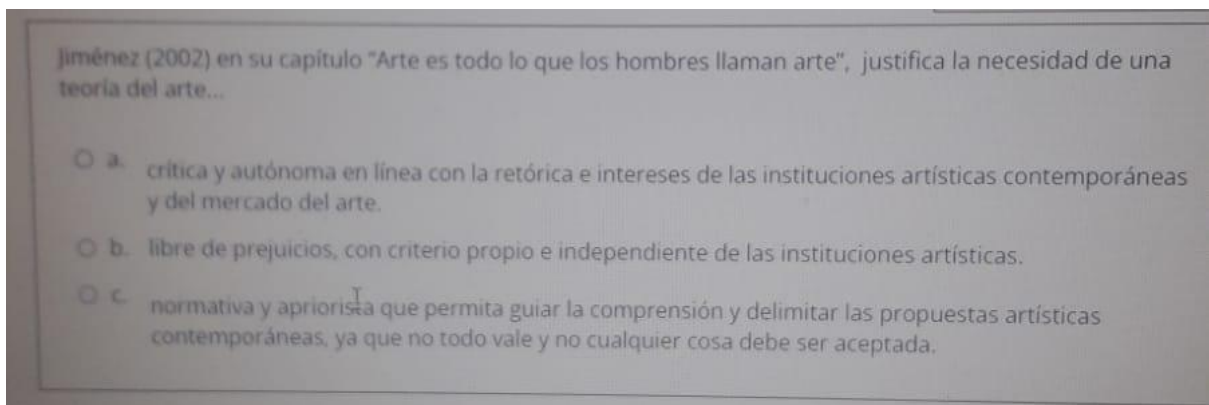 Jiménez (2002) en su capítulo "Arte es todo lo que los hombres llaman arte", justifica la necesidad de una
teoría del arte...
a. crítica y autónoma en línea con la retórica e intereses de las instituciones artísticas contemporáneas
y del mercado del arte.
b. libre de prejuicios, con criterio propio e independiente de las instituciones artísticas.
c. normativa y apriorista que permita guiar la comprensión y delimitar las propuestas artísticas
contemporáneas, ya que no todo vale y no cualquier cosa debe ser aceptada.